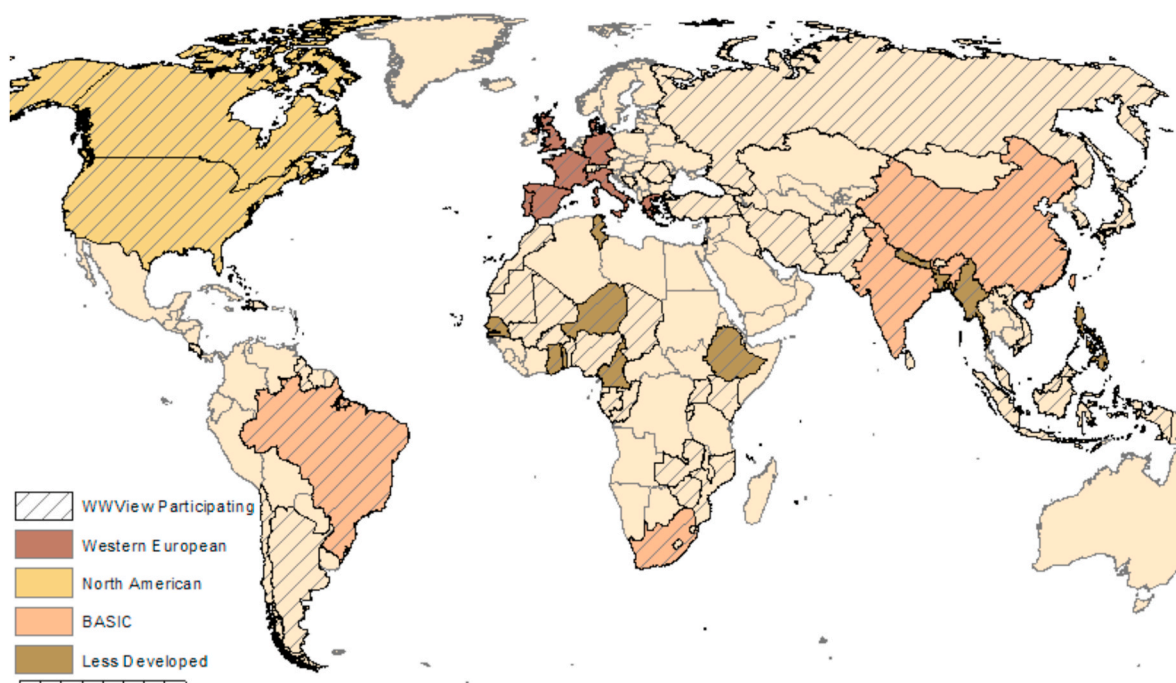 WWView Participating
Western European
North American
BASIC
Less Developed